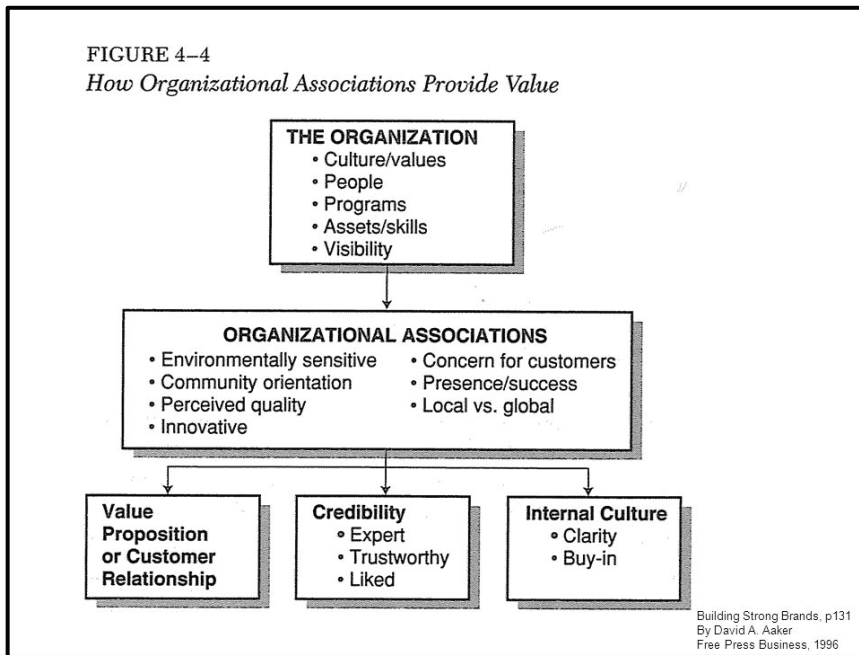 FIGURE 4–4
How Organizational Associations Provide Value
THE ORGANIZATION
• Culture/values
• People
• Programs
• Assets/skills
• Visibility
ORGANIZATIONAL ASSOCIATIONS
• Environmentally sensitive
• Community orientation
• Perceived quality
• Innovative
• Concern for customers
• Presence/success
• Local vs. global
Value
Proposition
or Customer
Relationship
Credibility
• Expert
• Trustworthy
• Liked
Internal Culture
• Clarity
• Buy-in
Building Strong Brands, p131
By David A. Aaker
Free Press Business, 1996